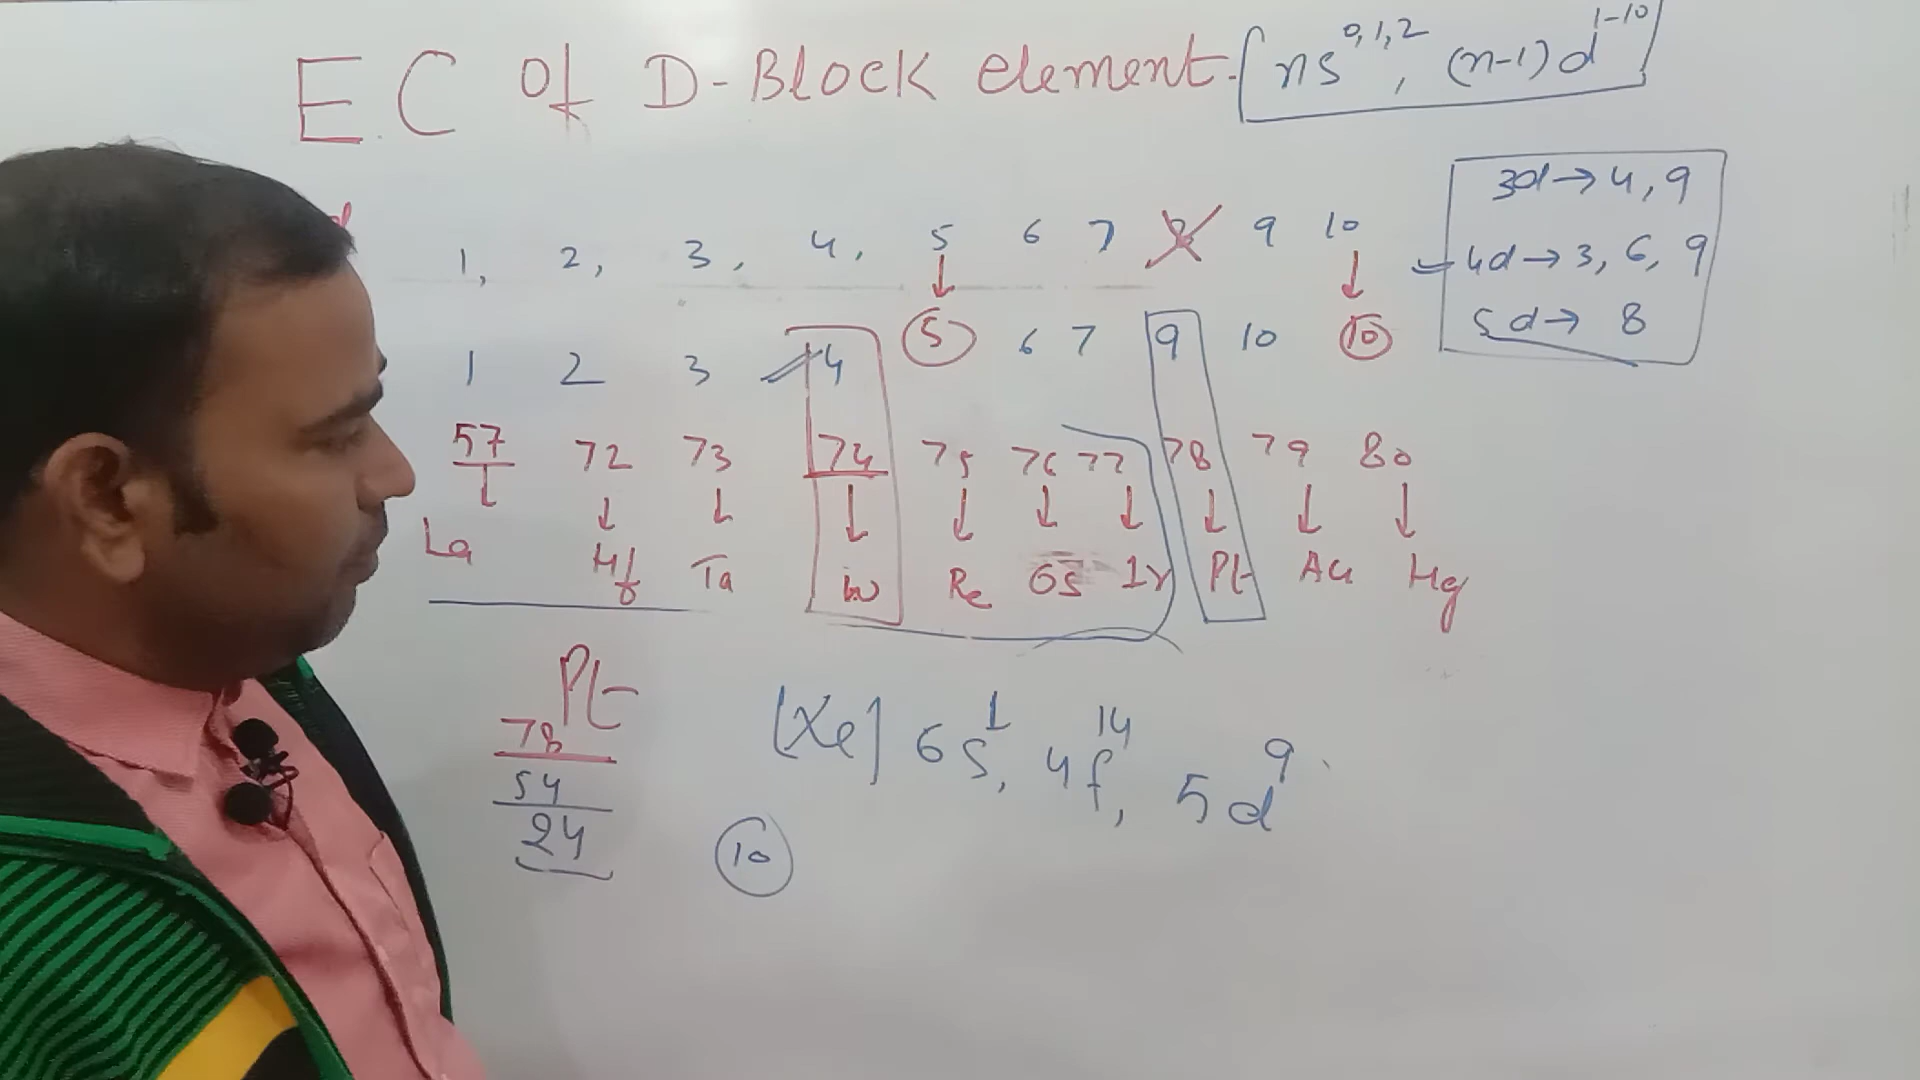 E.C Of D-Block element- [ns^0,1,2, (n-1)d^1-10]
3d→ 4, 9
4d→ 3, 6, 9
5d→ 8
d
1, 2, 3, 4, 5 6 7 8 9 10
1 2 3 4 5 6 7 9 10 10
57 72 73 74 75 76 77 78 79 80
La Hf Ta W Re Os Ir Pt Au Hg
78Pt [Xe] 6s^1, 4f^14, 5d^9
54
24
10